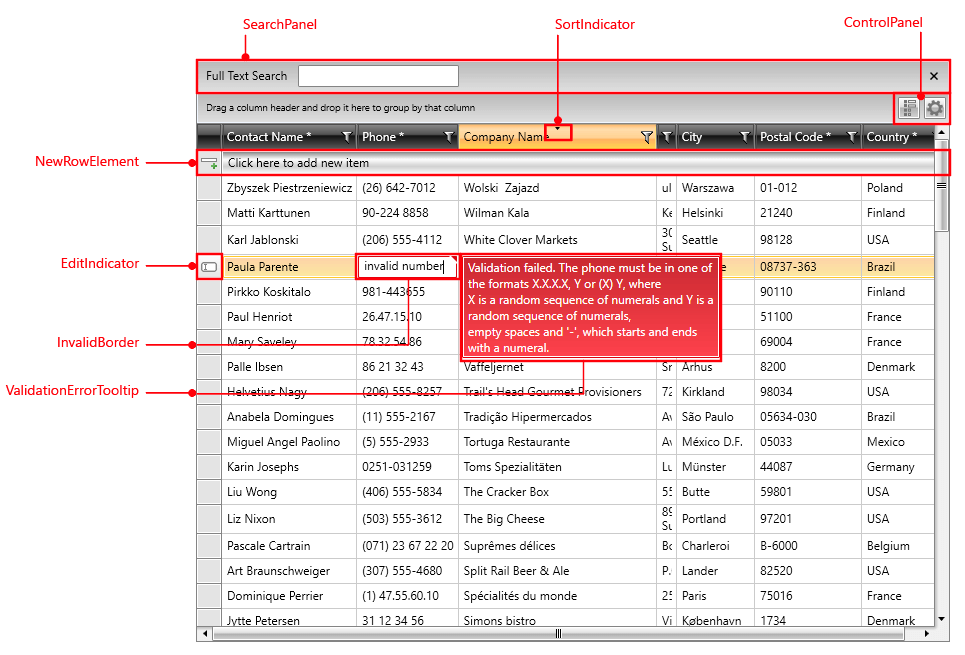 SearchPanel
SortIndicator
ControlPanel
Full Text Search
Drag a column header and drop it here to group by that column
Contact Name * Phone * Company Name City Postal Code * Country *
NewRowElement
Click here to add new item
Zbyszek Piestrzeniewicz (26) 642-7012 Wolski Zajazd ul Warszawa 01-012 Poland
Matti Karttunen 90-224 8858 Wilman Kala Ke Helsinki 21240 Finland
Karl Jablonski (206) 555-4112 White Clover Markets 30 Su Seattle 98128 USA
EditIndicator
Paula Parente invalid number 08737-363 Brazil
Validation failed. The phone must be in one of
the formats X.X.X.X, Y or (X) Y, where
X is a random sequence of numerals and Y is a
random sequence of numerals,
empty spaces and '-', which starts and ends
with a numeral.
Pirkko Koskitalo 981-443655 90110 Finland
Paul Henriot 26.47.15.10 51100 France
InvalidBorder
Mary Saveley 78.32.54.86 69004 France
Palle Ibsen 86 21 32 43 Vaffeljernet Sr Århus 8200 Denmark
ValidationErrorTooltip
Helvetius Nagy (206) 555-8257 Trail's Head Gourmet Provisioners 72 Kirkland 98034 USA
Anabela Domingues (11) 555-2167 Tradição Hipermercados Av São Paulo 05634-030 Brazil
Miguel Angel Paolino (5) 555-2933 Tortuga Restaurante Av México D.F. 05033 Mexico
Karin Josephs 0251-031259 Toms Spezialitäten Lu Münster 44087 Germany
Liu Wong (406) 555-5834 The Cracker Box 55 Butte 59801 USA
Liz Nixon (503) 555-3612 The Big Cheese 89 Su Portland 97201 USA
Pascale Cartrain (071) 23 67 22 20 Suprêmes délices Bo Charleroi B-6000 Belgium
Art Braunschweiger (307) 555-4680 Split Rail Beer & Ale P. Lander 82520 USA
Dominique Perrier (1) 47.55.60.10 Spécialités du monde 25 Paris 75016 France
Jytte Petersen 31 12 34 56 Simons bistro Vi København 1734 Denmark